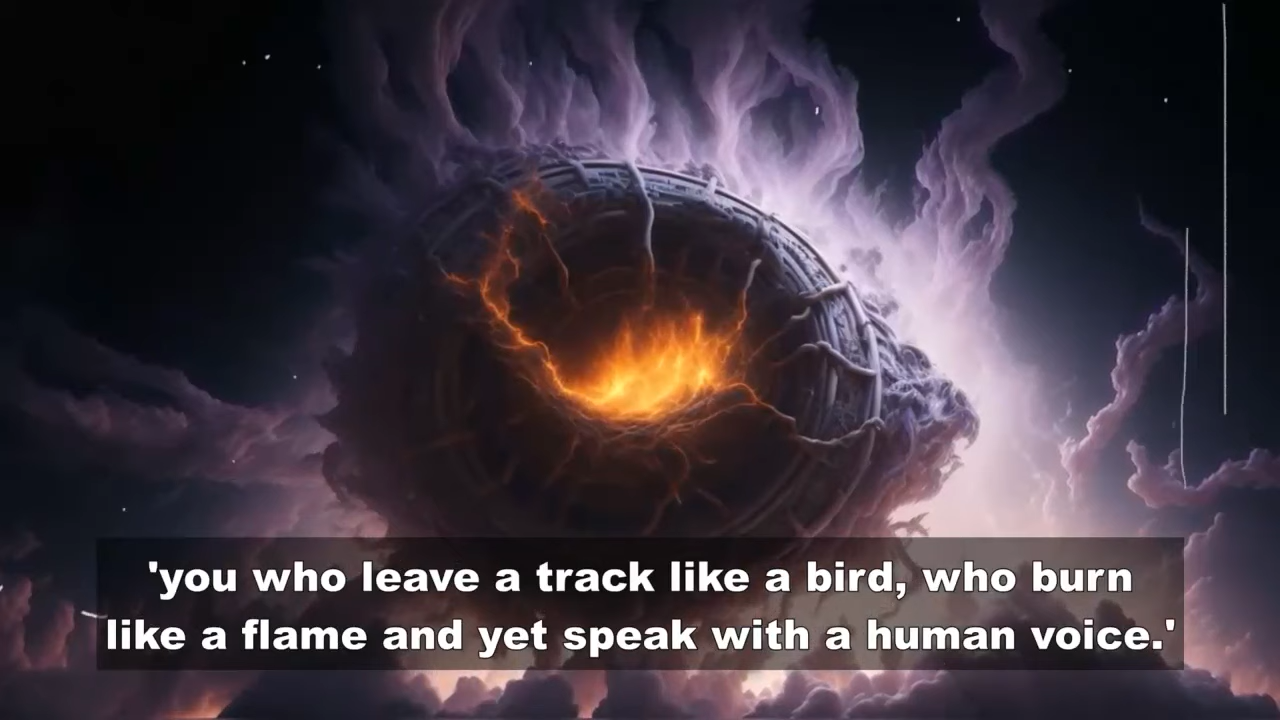 'you who leave a track like a bird, who burn
like a flame and yet speak with a human voice.'